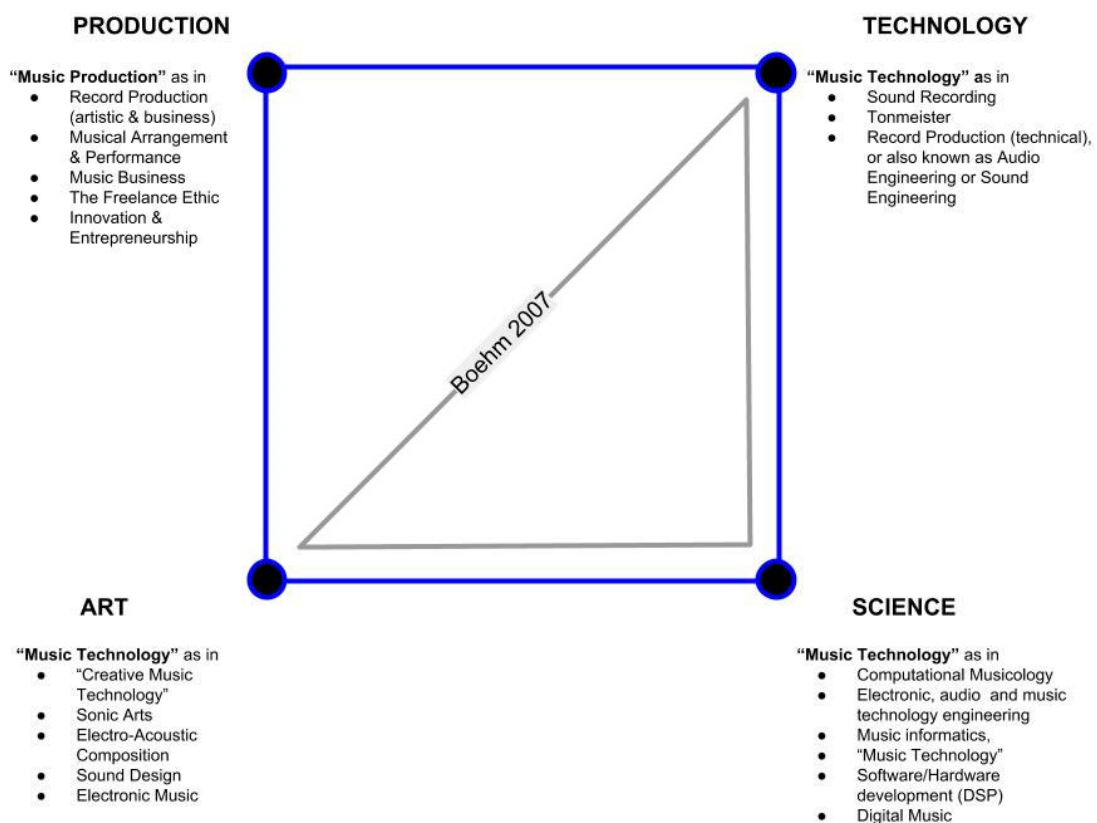 PRODUCTION
“Music Production” as in
● Record Production
(artistic & business)
● Musical Arrangement
& Performance
● Music Business
● The Freelance Ethic
● Innovation &
Entrepreneurship
TECHNOLOGY
“Music Technology” as in
● Sound Recording
● Tonmeister
● Record Production (technical),
or also known as Audio
Engineering or Sound
Engineering
Boehm 2007
ART
“Music Technology” as in
● “Creative Music
Technology”
● Sonic Arts
● Electro-Acoustic
Composition
● Sound Design
● Electronic Music
SCIENCE
“Music Technology” as in
● Computational Musicology
● Electronic, audio and music
technology engineering
● Music informatics,
● “Music Technology”
● Software/Hardware
development (DSP)
● Digital Music